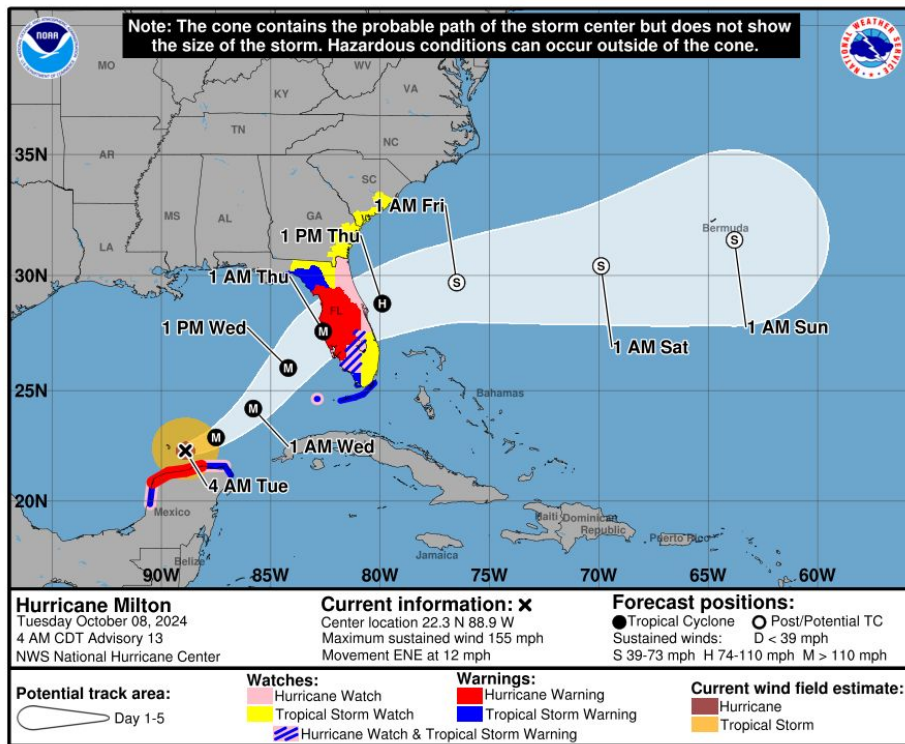 Note: The cone contains the probable path of the storm center but does not show
the size of the storm. Hazardous conditions can occur outside of the cone.
NOAA
NATIONAL WEATHER SERVICE
MO
KY
WV
VA
TN
NC
AR
SC
MS
AL
GA
LA
FL
35N
30N
25N
20N
1 AM Fri
1 PM Thu
1 AM Thu
1 PM Wed
1 AM Wed
4 AM Tue
1 AM Sat
1 AM Sun
M
M
M
M
H
S
S
S
Bermuda
Bahamas
Mexico
Belize
Jamaica
Haiti
Dominican
Republic
Puerto Rico
90W
85W
80W
75W
70W
65W
60W
Hurricane Milton
Tuesday October 08, 2024
4 AM CDT Advisory 13
NWS National Hurricane Center
Current information: ×
Center location 22.3 N 88.9 W
Maximum sustained wind 155 mph
Movement ENE at 12 mph
Forecast positions:
● Tropical Cyclone ○ Post/Potential TC
Sustained winds: D < 39 mph
S 39-73 mph H 74-110 mph M > 110 mph
Potential track area:
Day 1-5
Watches:
Hurricane Watch
Tropical Storm Watch
Hurricane Watch & Tropical Storm Warning
Warnings:
Hurricane Warning
Tropical Storm Warning
Current wind field estimate:
Hurricane
Tropical Storm